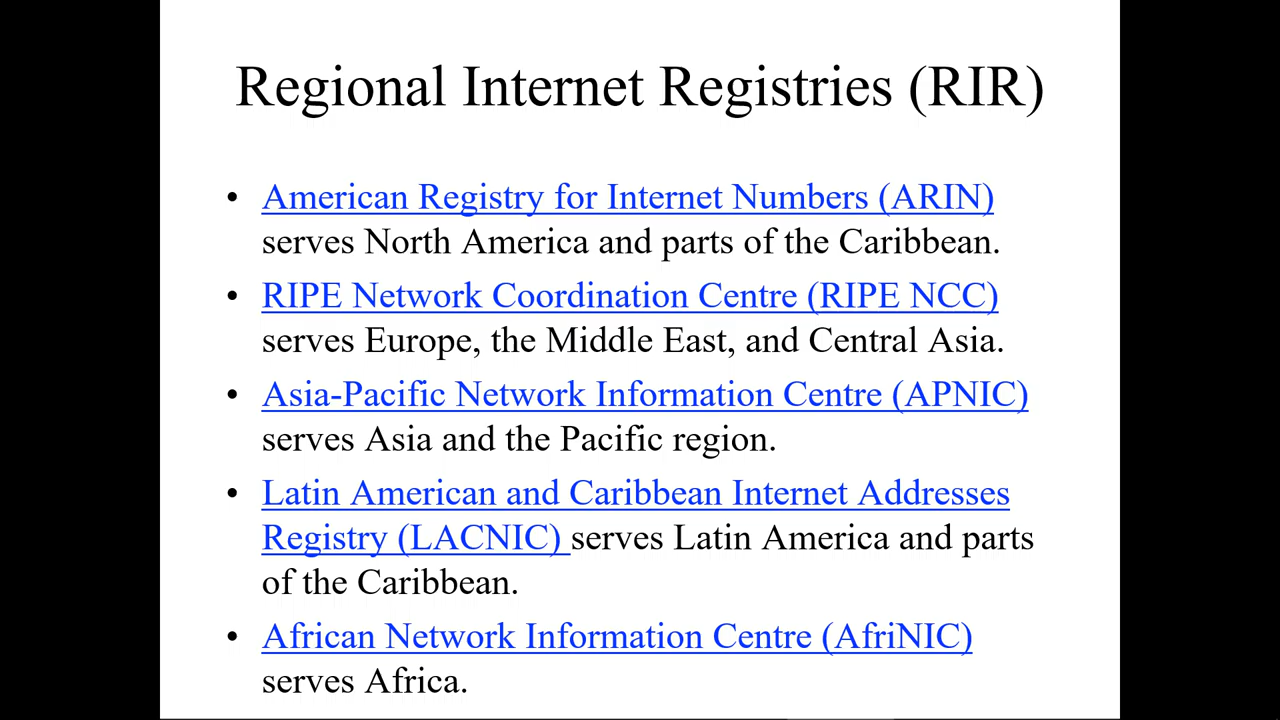 Regional Internet Registries (RIR)
• American Registry for Internet Numbers (ARIN)
serves North America and parts of the Caribbean.
• RIPE Network Coordination Centre (RIPE NCC)
serves Europe, the Middle East, and Central Asia.
• Asia-Pacific Network Information Centre (APNIC)
serves Asia and the Pacific region.
• Latin American and Caribbean Internet Addresses
Registry (LACNIC) serves Latin America and parts
of the Caribbean.
• African Network Information Centre (AfriNIC)
serves Africa.